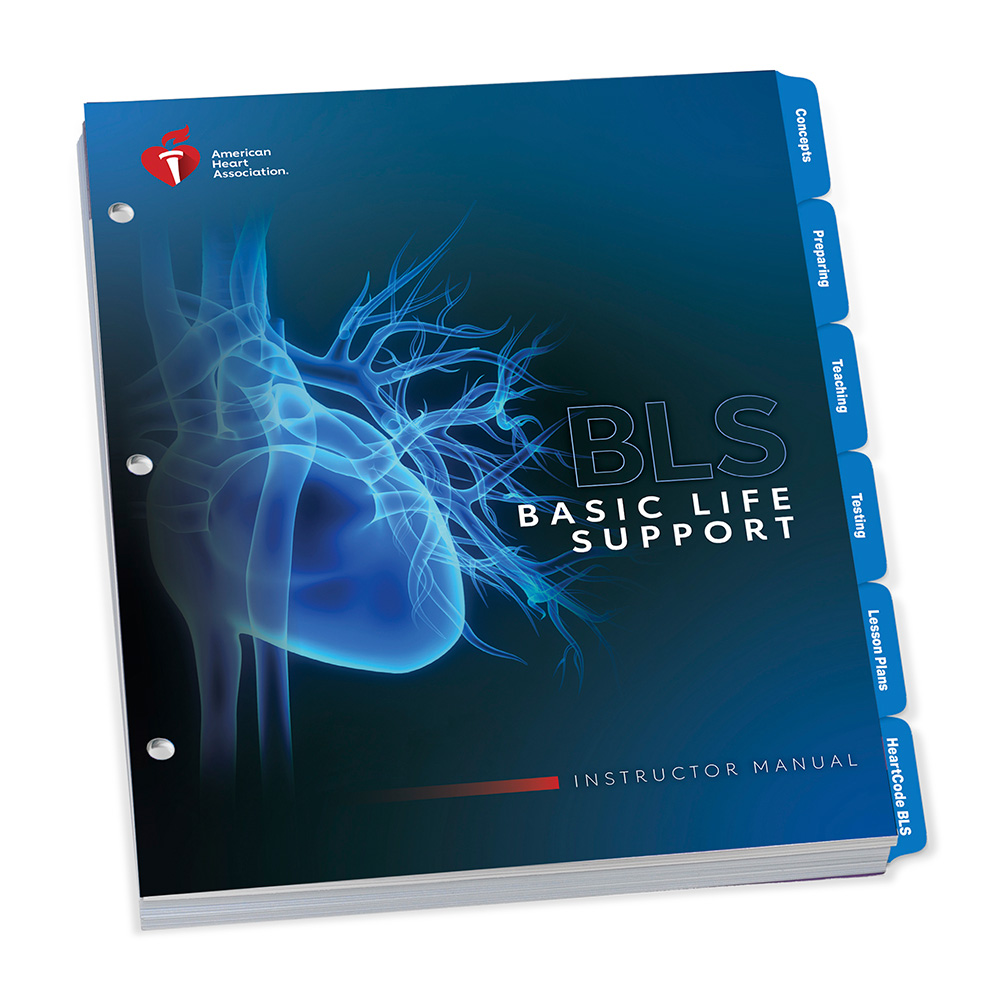 American
Heart
Association.
BLS
BASIC LIFE
SUPPORT
INSTRUCTOR MANUAL
Concepts
Preparing
Teaching
Testing
Lesson Plans
HeartCode BLS